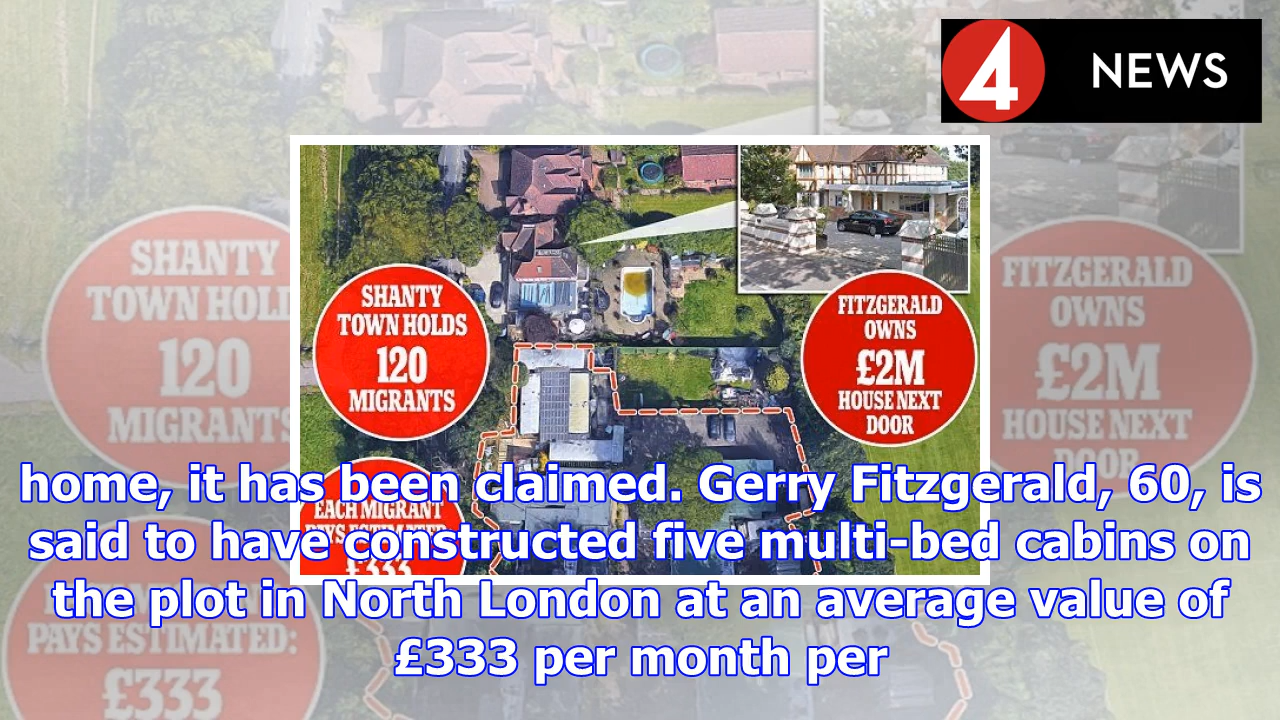 4 NEWS
SHANTY
TOWN HOLDS
120
MIGRANTS
FITZGERALD
OWNS
£2M
HOUSE NEXT
DOOR
EACH MIGRANT
PAYS ESTIMATED:
£333
home, it has been claimed. Gerry Fitzgerald, 60, is
said to have constructed five multi-bed cabins on
the plot in North London at an average value of
£333 per month per
SHANTY
TOWN HOLD
120
MIGRANTS
FITZGERALD
OWNS
£2M
HOUSE NEXT
DOOR
PAYS ESTIMATED:
£333